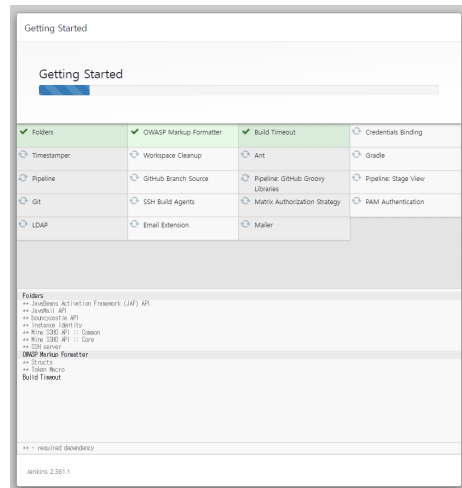 Getting Started
Getting Started
Folders
OWASP Markup Formatter
Build Timeout
Credentials Binding
Timestamper
Workspace Cleanup
Ant
Gradle
Pipeline
GitHub Branch Source
Pipeline: GitHub Groovy
Libraries
Pipeline: Stage View
Git
SSH Build Agents
Matrix Authorization Strategy
PAM Authentication
LDAP
Email Extension
Mailer
Folders
** JavaBeans Activation Framework (JAF) API
** JavaMail API
** bouncycastle API
** Instance Identity
** Mina SSHD API :: Common
** Mina SSHD API :: Core
** SSH server
OWASP Markup Formatter
** Structs
** Token Macro
Build Timeout
** - required dependency
Jenkins 2.361.1